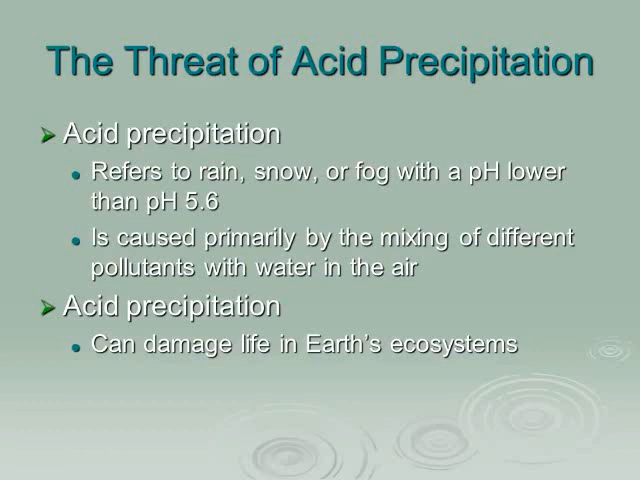 The Threat of Acid Precipitation
Acid precipitation
Refers to rain, snow, or fog with a pH lower
than pH 5.6
Is caused primarily by the mixing of different
pollutants with water in the air
Acid precipitation
Can damage life in Earth’s ecosystems